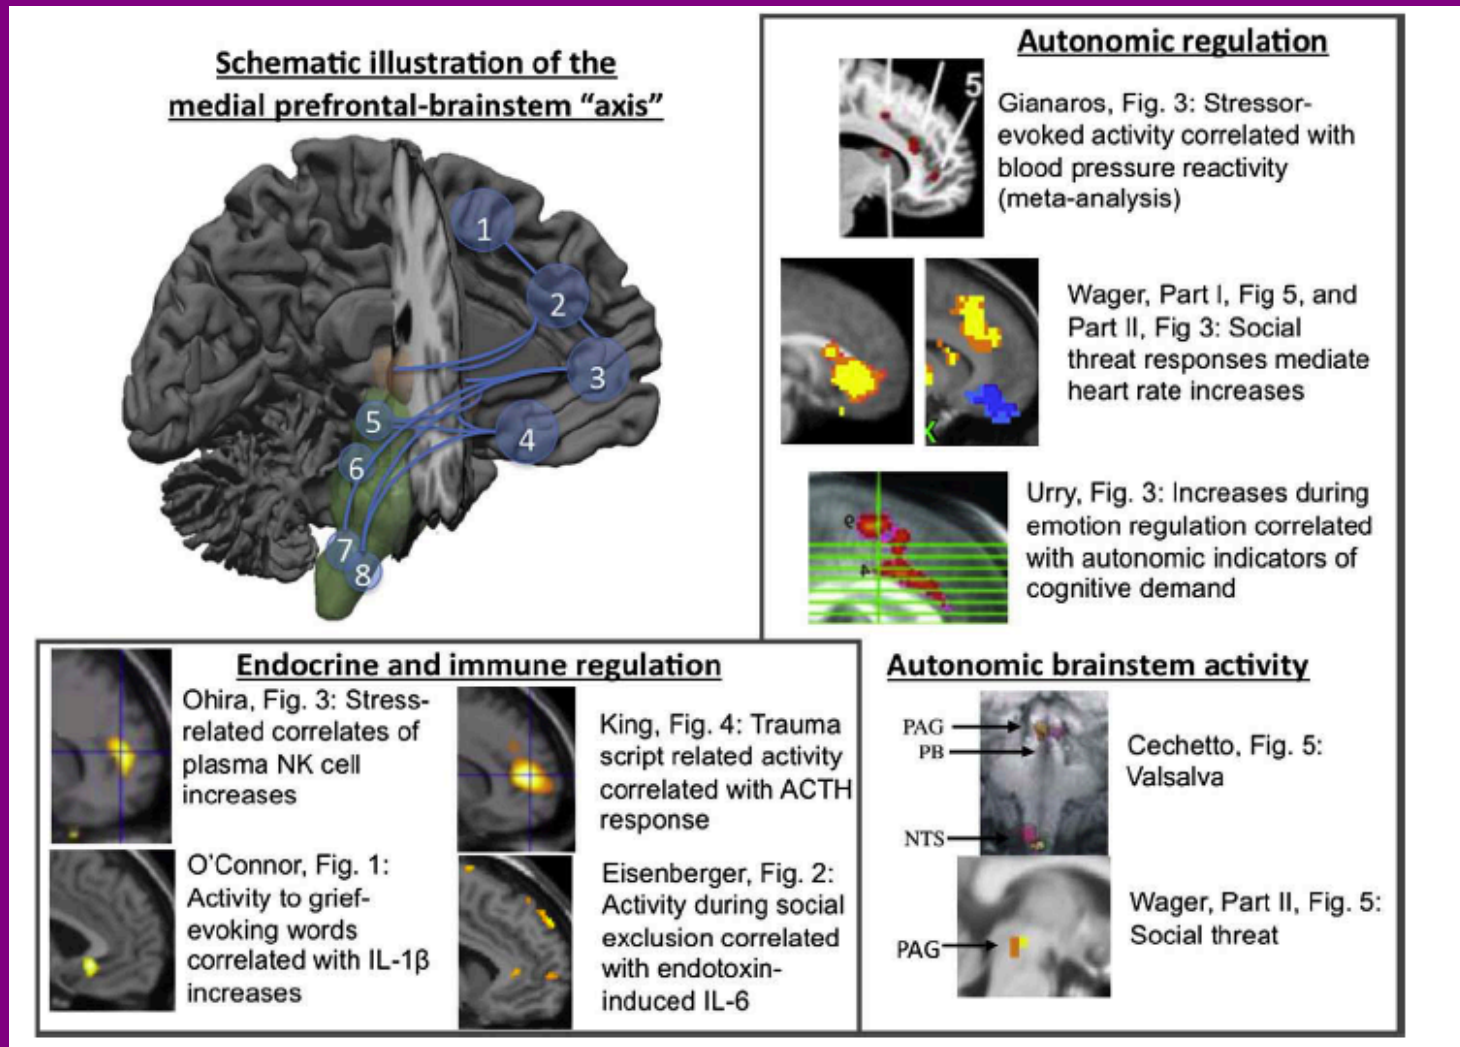 Schematic illustration of the
medial prefrontal-brainstem “axis”
1
2
3
4
5
6
7
8
Autonomic regulation
5
Gianaros, Fig. 3: Stressor-
evoked activity correlated with
blood pressure reactivity
(meta-analysis)
Wager, Part I, Fig 5, and
Part II, Fig 3: Social
threat responses mediate
heart rate increases
Urry, Fig. 3: Increases during
emotion regulation correlated
with autonomic indicators of
cognitive demand
Endocrine and immune regulation
Ohira, Fig. 3: Stress-
related correlates of
plasma NK cell
increases
King, Fig. 4: Trauma
script related activity
correlated with ACTH
response
O’Connor, Fig. 1:
Activity to grief-
evoking words
correlated with IL-1β
increases
Eisenberger, Fig. 2:
Activity during social
exclusion correlated
with endotoxin-
induced IL-6
Autonomic brainstem activity
PAG
PB
NTS
Cechetto, Fig. 5:
Valsalva
PAG
Wager, Part II, Fig. 5:
Social threat